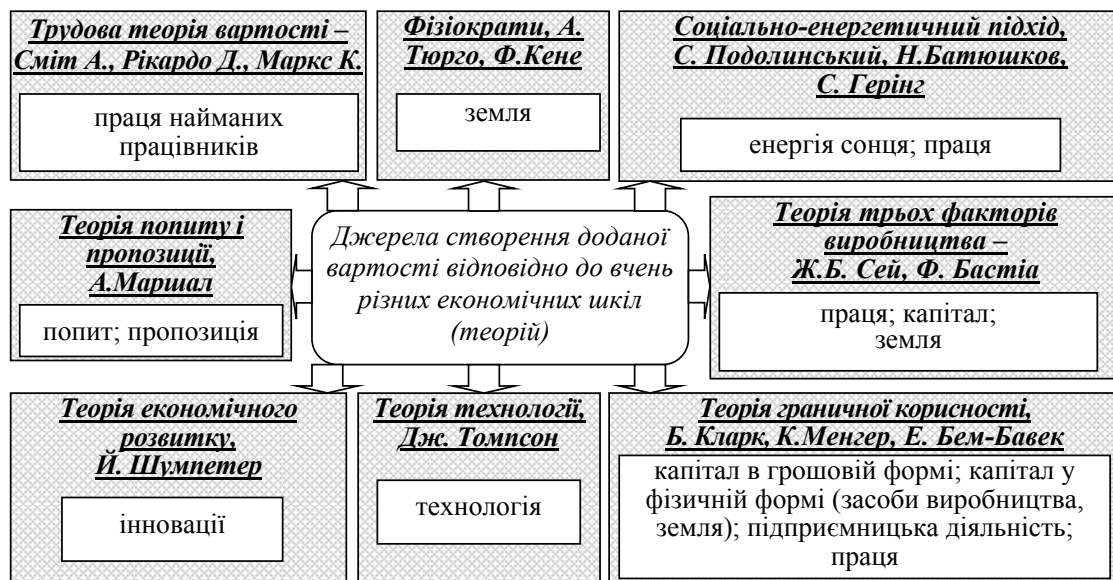 Трудова теорія вартості –
Сміт А., Рікардо Д., Маркс К.
праця найманих
працівників
Фізіократи, А.
Тюрго, Ф.Кене
земля
Соціально-енергетичний підхід,
С. Подолинський, Н.Батюшков,
С. Герінг
енергія сонця; праця
Теорія попиту і
пропозиції,
А.Маршал
попит; пропозиція
Джерела створення доданої
вартості відповідно до вчень
різних економічних шкіл
(теорій)
Теорія трьох факторів
виробництва –
Ж.Б. Сей, Ф. Бастіа
праця; капітал;
земля
Теорія економічного
розвитку,
Й. Шумпетер
інновації
Теорія технології,
Дж. Томпсон
технологія
Теорія граничної корисності,
Б. Кларк, К.Менгер, Е. Бем-Бавек
капітал в грошовій формі; капітал у
фізичній формі (засоби виробництва,
земля); підприємницька діяльність;
праця